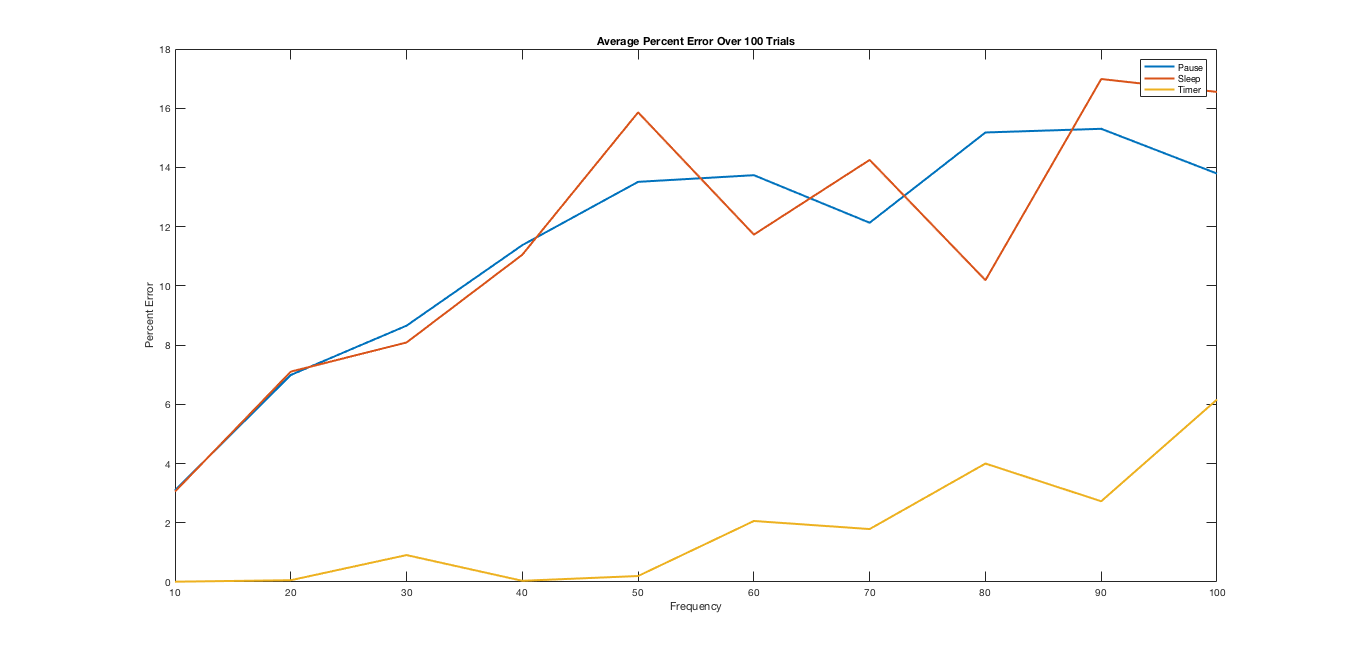 Average Percent Error Over 100 Trials
18
16
14
12
10
8
6
4
2
0
Percent Error
Pause
Sleep
Timer
10 20 30 40 50 60 70 80 90 100
Frequency